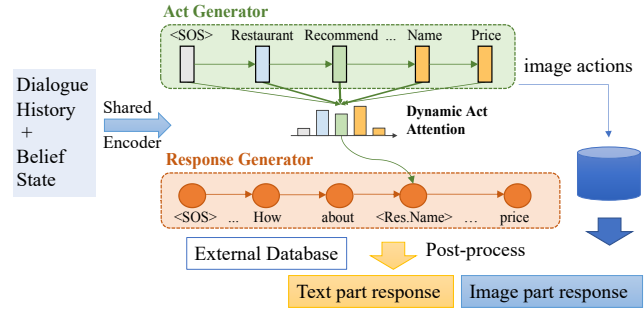 Act Generator
<SOS> Restaurant Recommend ... Name Price
image actions
Dialogue
History
+
Belief
State
Shared
Encoder
Dynamic Act
Attention
Response Generator
<SOS> ... How about <Res.Name> ... price
External Database
Post-process
Text part response
Image part response